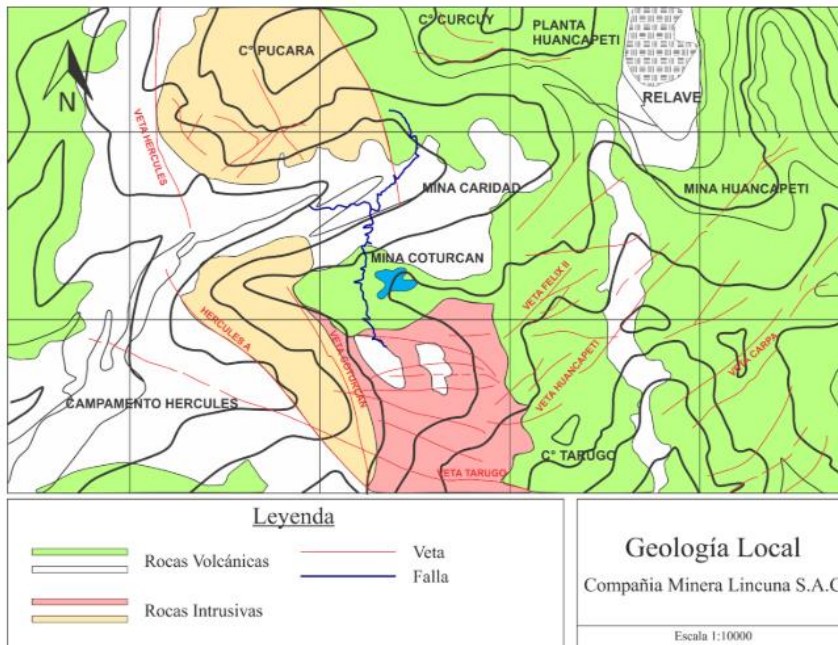 C° CURCUY
C° PUCARA
PLANTA
HUANCAPETI
RELAVE
N
VETA HERCULES
MINA CARIDAD
MINA HUANCAPETI
MINA COTURCAN
VETA FELIX II
HERCULES A
VETA COTURCAN
VETA HUANCAPETI
VETA CARPA
CAMPAMENTO HERCULES
C° TARUGO
VETA TARUGO
Leyenda
Rocas Volcánicas
Veta
Falla
Rocas Intrusivas
Geología Local
Compañia Minera Lincuna S.A.C
Escala 1:10000